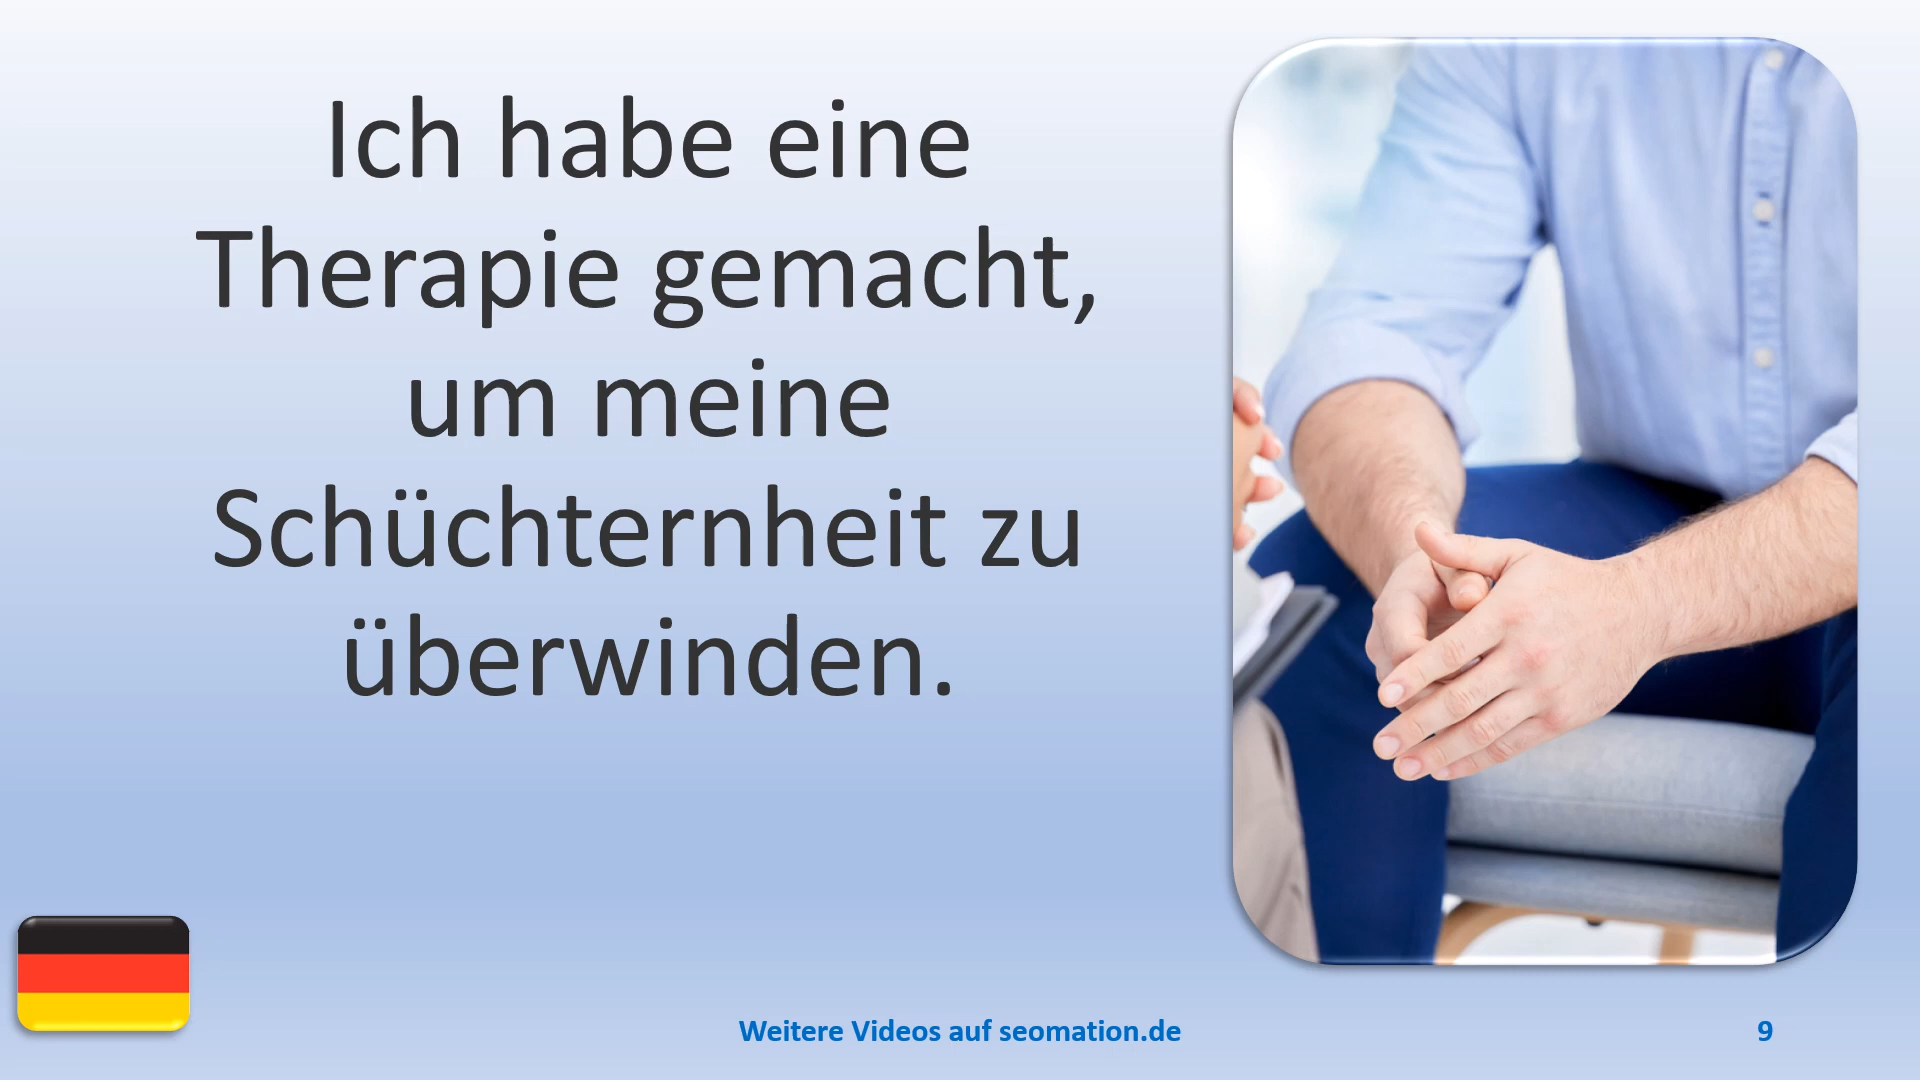 Ich habe eine
Therapie gemacht,
um meine
Schüchternheit zu
überwinden.
Weitere Videos auf seomation.de
9